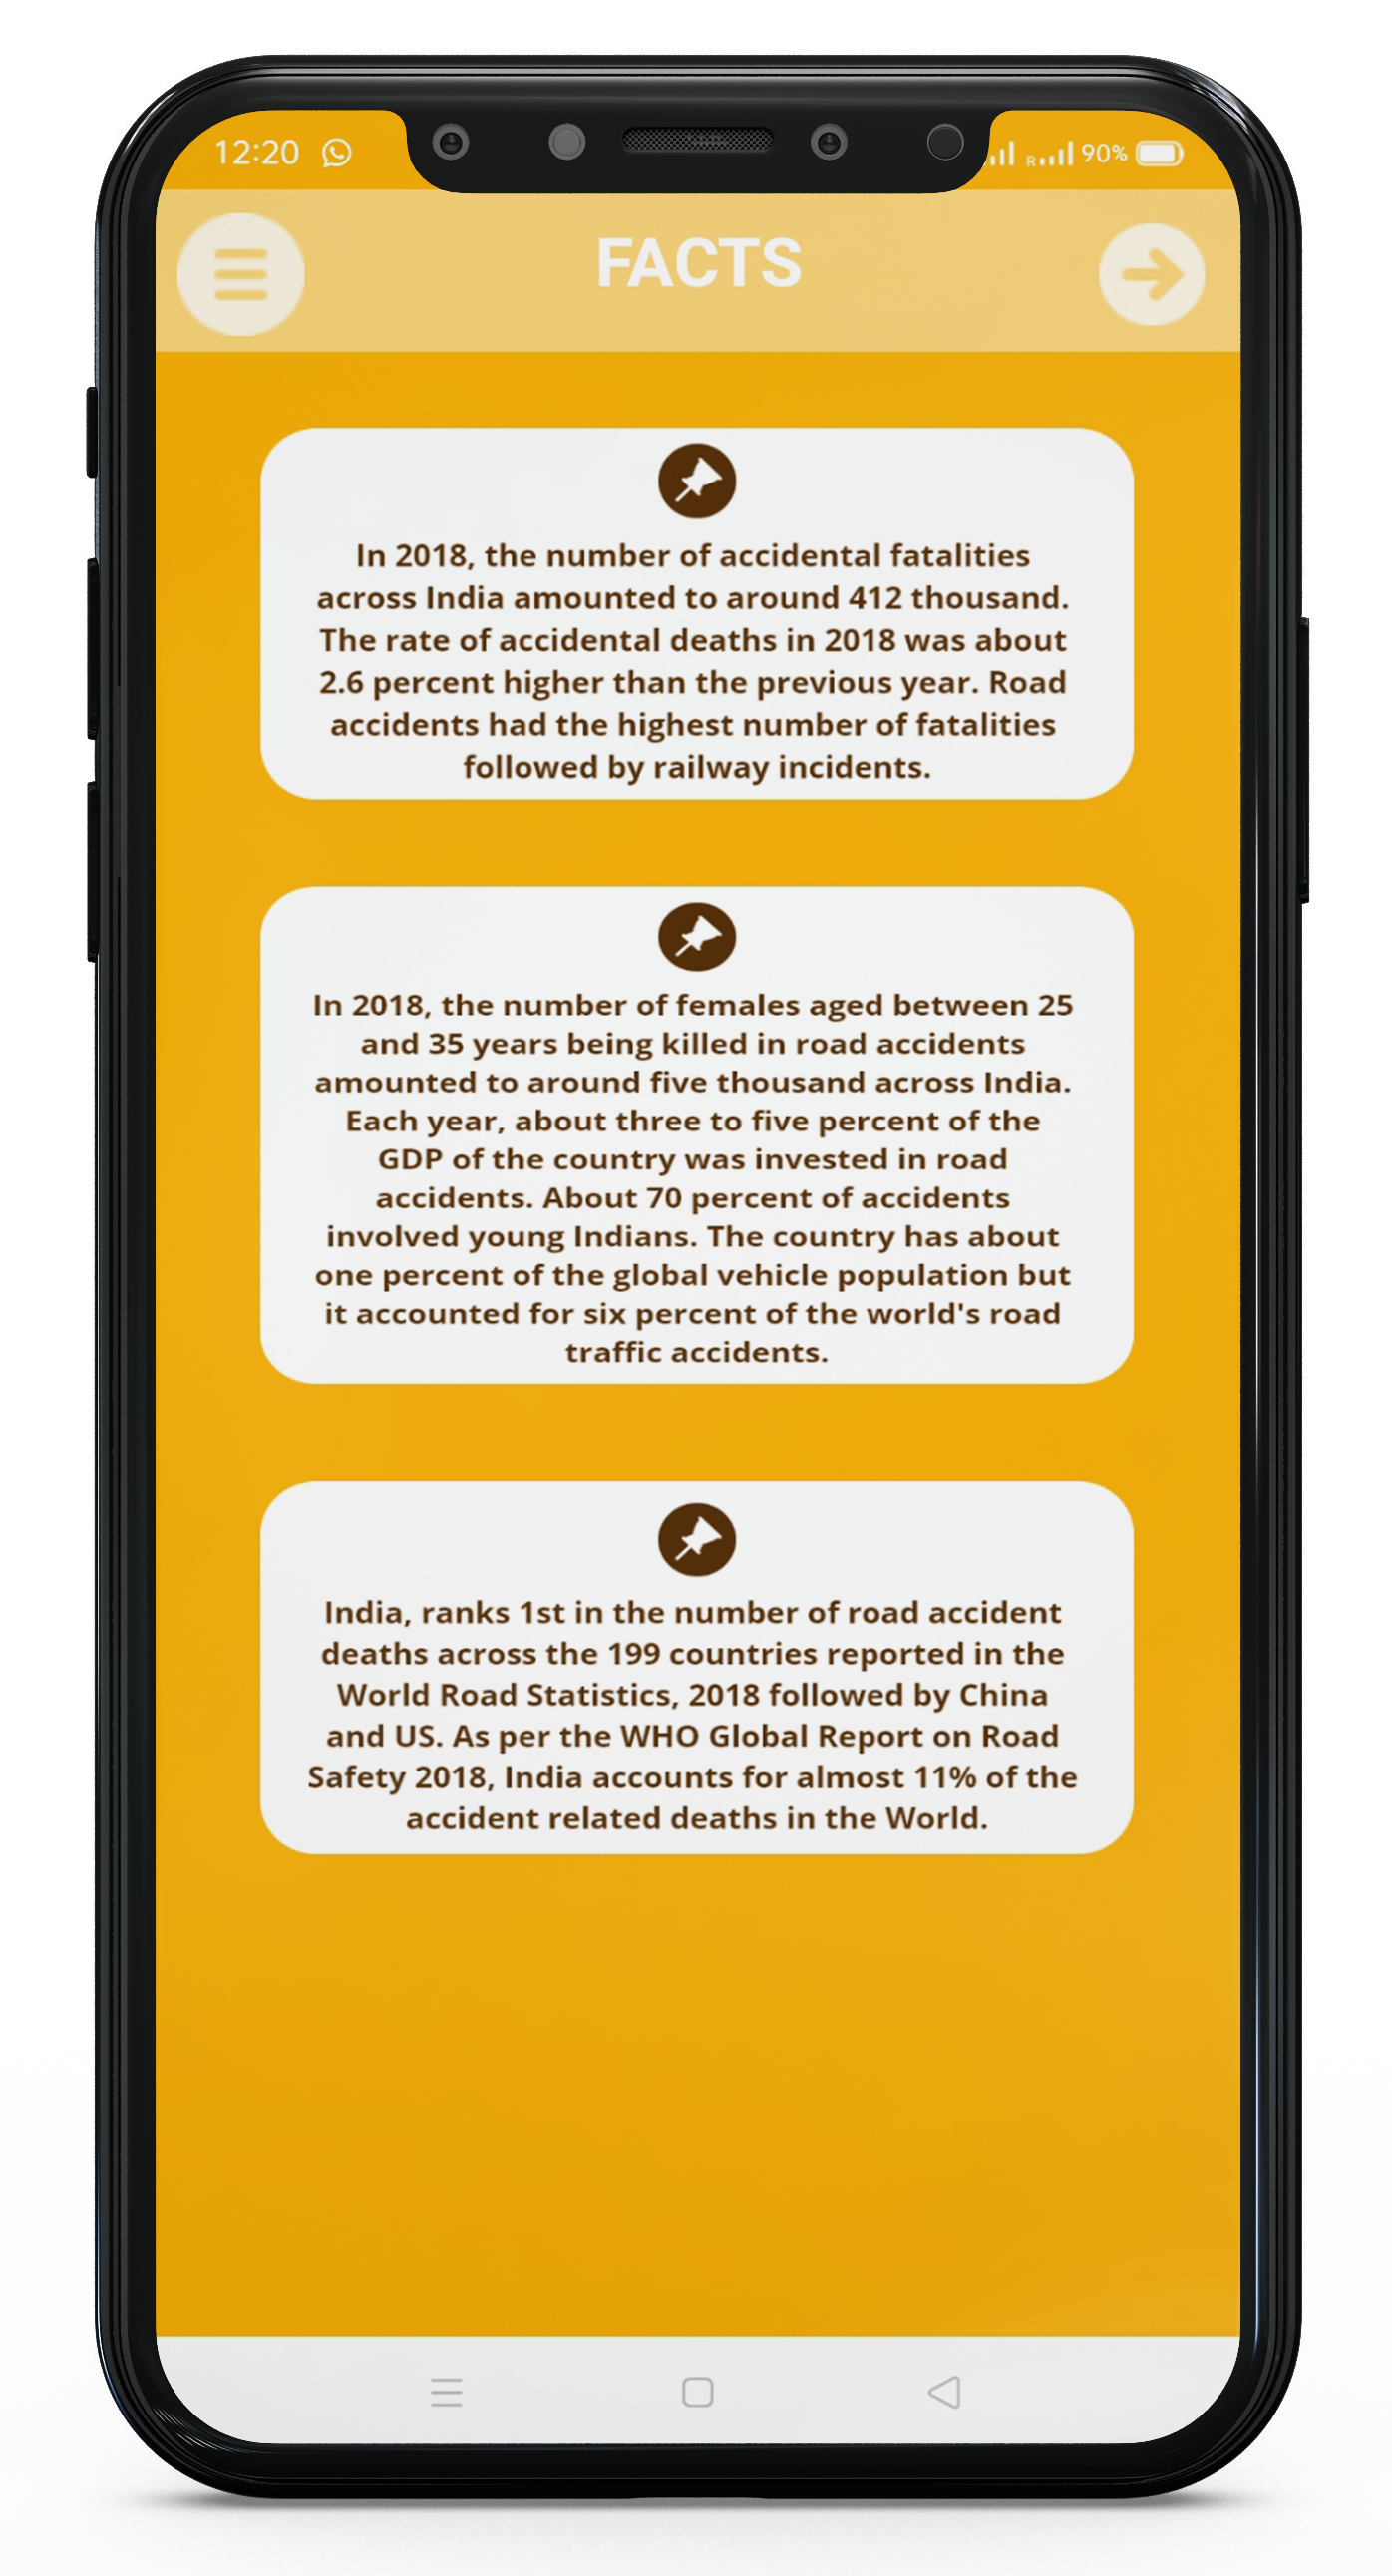 12:20
R 90%
FACTS
In 2018, the number of accidental fatalities
across India amounted to around 412 thousand.
The rate of accidental deaths in 2018 was about
2.6 percent higher than the previous year. Road
accidents had the highest number of fatalities
followed by railway incidents.
In 2018, the number of females aged between 25
and 35 years being killed in road accidents
amounted to around five thousand across India.
Each year, about three to five percent of the
GDP of the country was invested in road
accidents. About 70 percent of accidents
involved young Indians. The country has about
one percent of the global vehicle population but
it accounted for six percent of the world's road
traffic accidents.
India, ranks 1st in the number of road accident
deaths across the 199 countries reported in the
World Road Statistics, 2018 followed by China
and US. As per the WHO Global Report on Road
Safety 2018, India accounts for almost 11% of the
accident related deaths in the World.